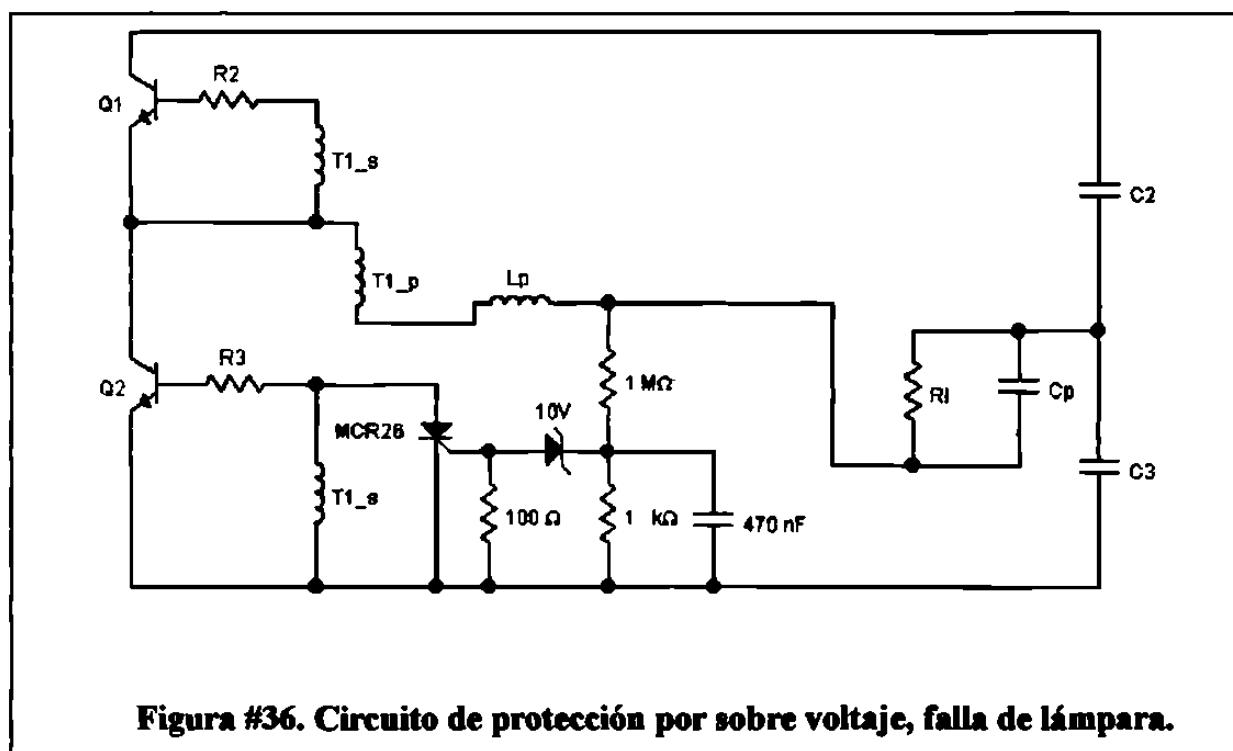 R2
Q1
T1_s
C2
T1_p
Lp
R3
Q2
1 MΩ
10V
Rl
Cp
MCR26
C3
T1_s
100 Ω
1 kΩ
470 nF
Figura #36. Circuito de protección por sobre voltaje, falla de lámpara.